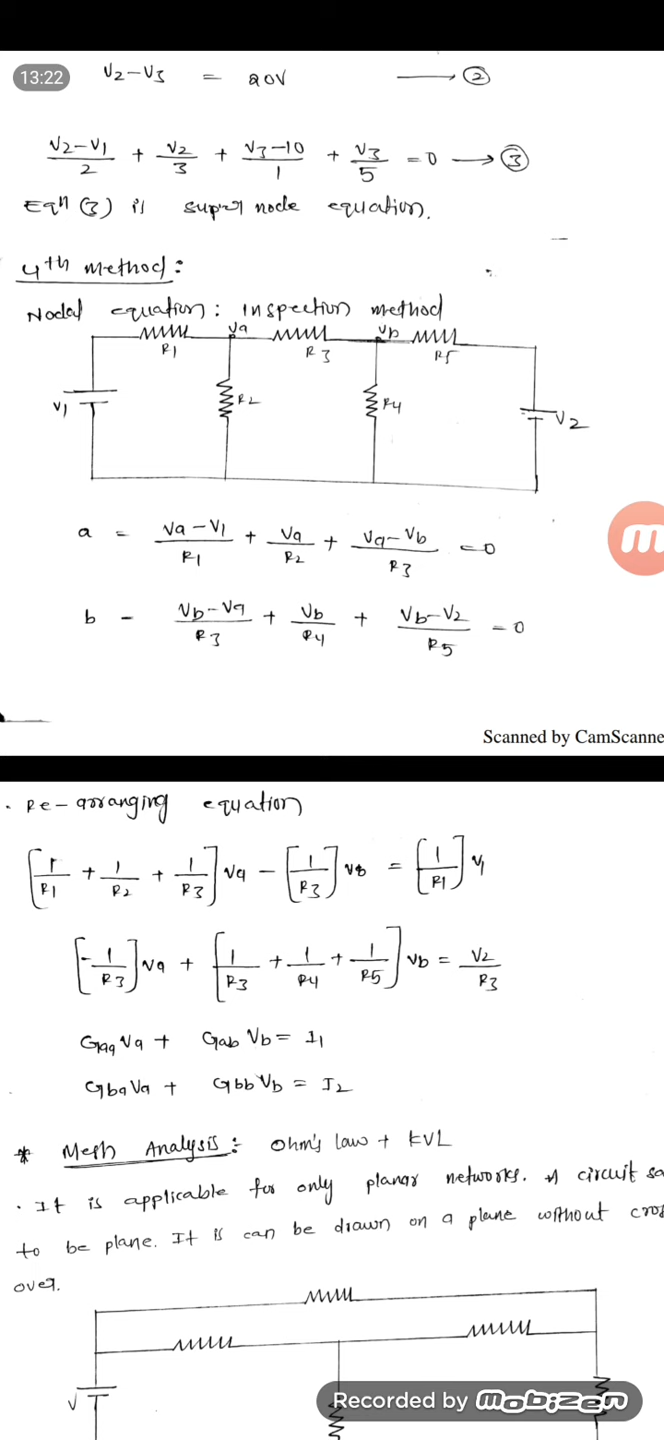 13:22
V2-V3 = 20V → ②
V2-V1/2 + V2/3 + V3-10/1 + V3/5 = 0 → ③
Eqn (3) is super node equation.
4th method:
Nodal equation: inspection method
R1 Va R3 Vb R5
V1 R2 R4 V2
a = Va-V1/R1 + Va/R2 + Va-Vb/R3 = 0
b - Vb-Va/R3 + Vb/R4 + Vb-V2/R5 = 0
Scanned by CamScanne
. Re-arranging equation
[1/R1 + 1/R2 + 1/R3] Va - [1/R3] VB = [1/R1] V1
[-1/R3] Va + [1/R3 + 1/R4 + 1/R5] Vb = V2/R3
Gaa Va + Gab Vb = I1
Gba Va + Gbb Vb = I2
* Mesh Analysis: Ohm's law + KVL
. It is applicable for only planar networks. A circuit sa
to be plane. It is can be drawn on a plane without cros
over.
V
Recorded by mobizen